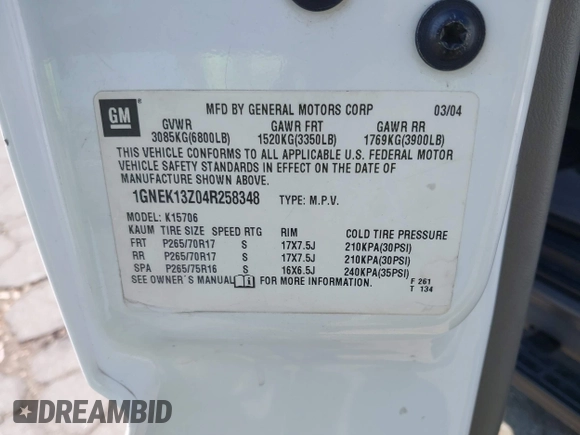 GM
MFD BY GENERAL MOTORS CORP 03/04
GVWR GAWR FRT GAWR RR
3085KG(6800LB) 1520KG(3350LB) 1769KG(3900LB)
THIS VEHICLE CONFORMS TO ALL APPLICABLE U.S. FEDERAL MOTOR
VEHICLE SAFETY STANDARDS IN EFFECT ON THE DATE OF
MANUFACTURE SHOWN ABOVE.
1GNEK13Z04R258348 TYPE: M.P.V.
MODEL: K15706
KAUM TIRE SIZE SPEED RTG RIM COLD TIRE PRESSURE
FRT P265/70R17 S 17X7.5J 210KPA(30PSI)
RR P265/70R17 S 17X7.5J 210KPA(30PSI)
SPA P265/75R16 S 16X6.5J 240KPA(35PSI)
SEE OWNER'S MANUAL FOR MORE INFORMATION.
F 261
T 134
DREAMBID